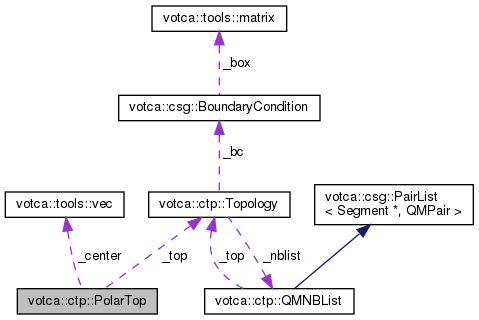 votca::tools::matrix
_box
votca::csg::BoundaryCondition
_bc
votca::tools::vec
votca::ctp::Topology
votca::csg::PairList
< Segment *, QMPair >
_center
_top
_top
_nblist
votca::ctp::PolarTop
votca::ctp::QMNBList